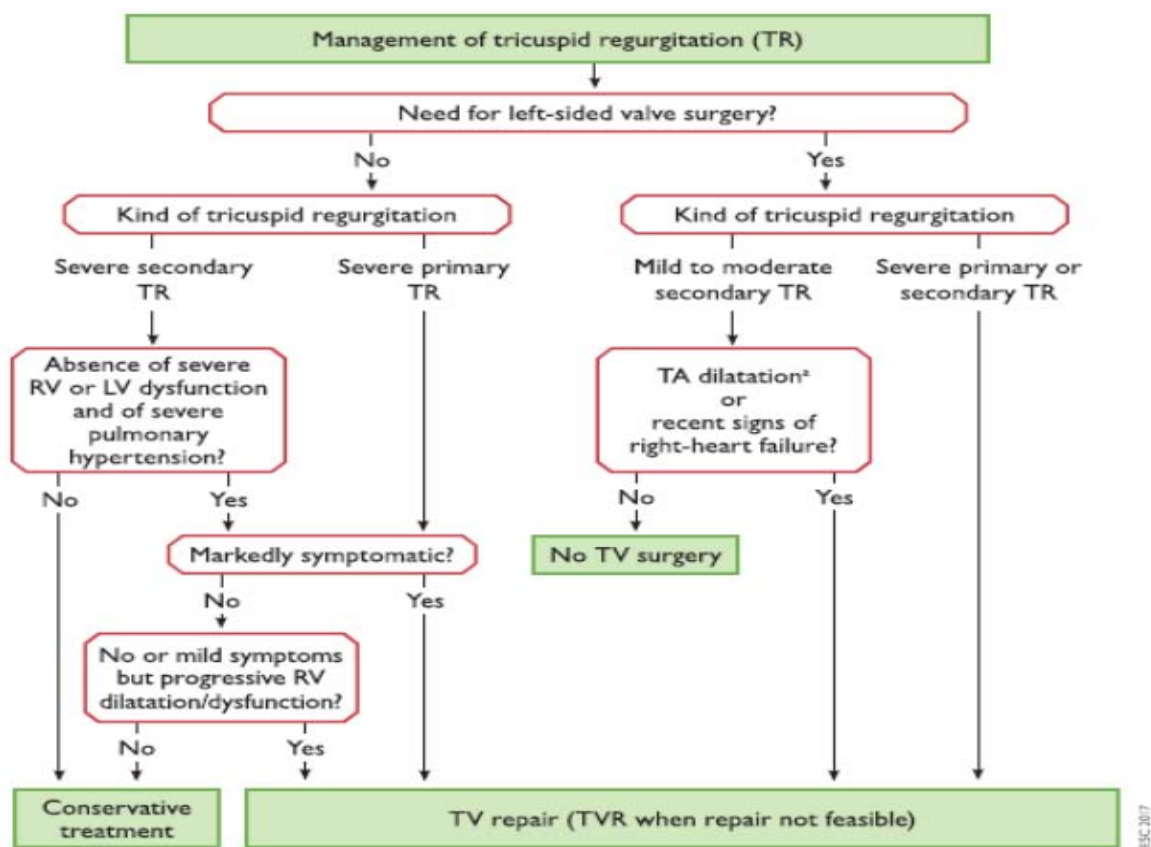 Management of tricuspid regurgitation (TR)
Need for left-sided valve surgery?
No
Yes
Kind of tricuspid regurgitation
Kind of tricuspid regurgitation
Severe secondary
TR
Severe primary
TR
Mild to moderate
secondary TR
Severe primary or
secondary TR
Absence of severe
RV or LV dysfunction
and of severe
pulmonary
hypertension?
TA dilatationᵃ
or
recent signs of
right-heart failure?
No
Yes
No
Yes
Markedly symptomatic?
No TV surgery
No
Yes
No or mild symptoms
but progressive RV
dilatation/dysfunction?
No
Yes
Conservative
treatment
TV repair (TVR when repair not feasible)
ESC 2017